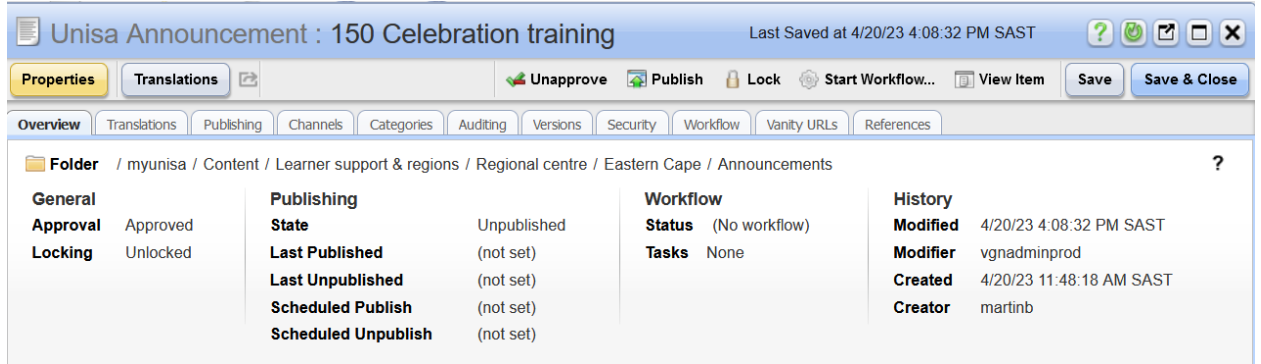 Unisa Announcement : 150 Celebration training Last Saved at 4/20/23 4:08:32 PM SAST ?
Properties Translations Unapprove Publish Lock Start Workflow... View Item Save Save & Close
Overview Translations Publishing Channels Categories Auditing Versions Security Workflow Vanity URLs References
Folder / myunisa / Content / Learner support & regions / Regional centre / Eastern Cape / Announcements ?
General Publishing Workflow History
Approval Approved State Unpublished Status (No workflow) Modified 4/20/23 4:08:32 PM SAST
Locking Unlocked Last Published (not set) Tasks None Modifier vgnadminprod
Last Unpublished (not set) Created 4/20/23 11:48:18 AM SAST
Scheduled Publish (not set) Creator martinb
Scheduled Unpublish (not set)